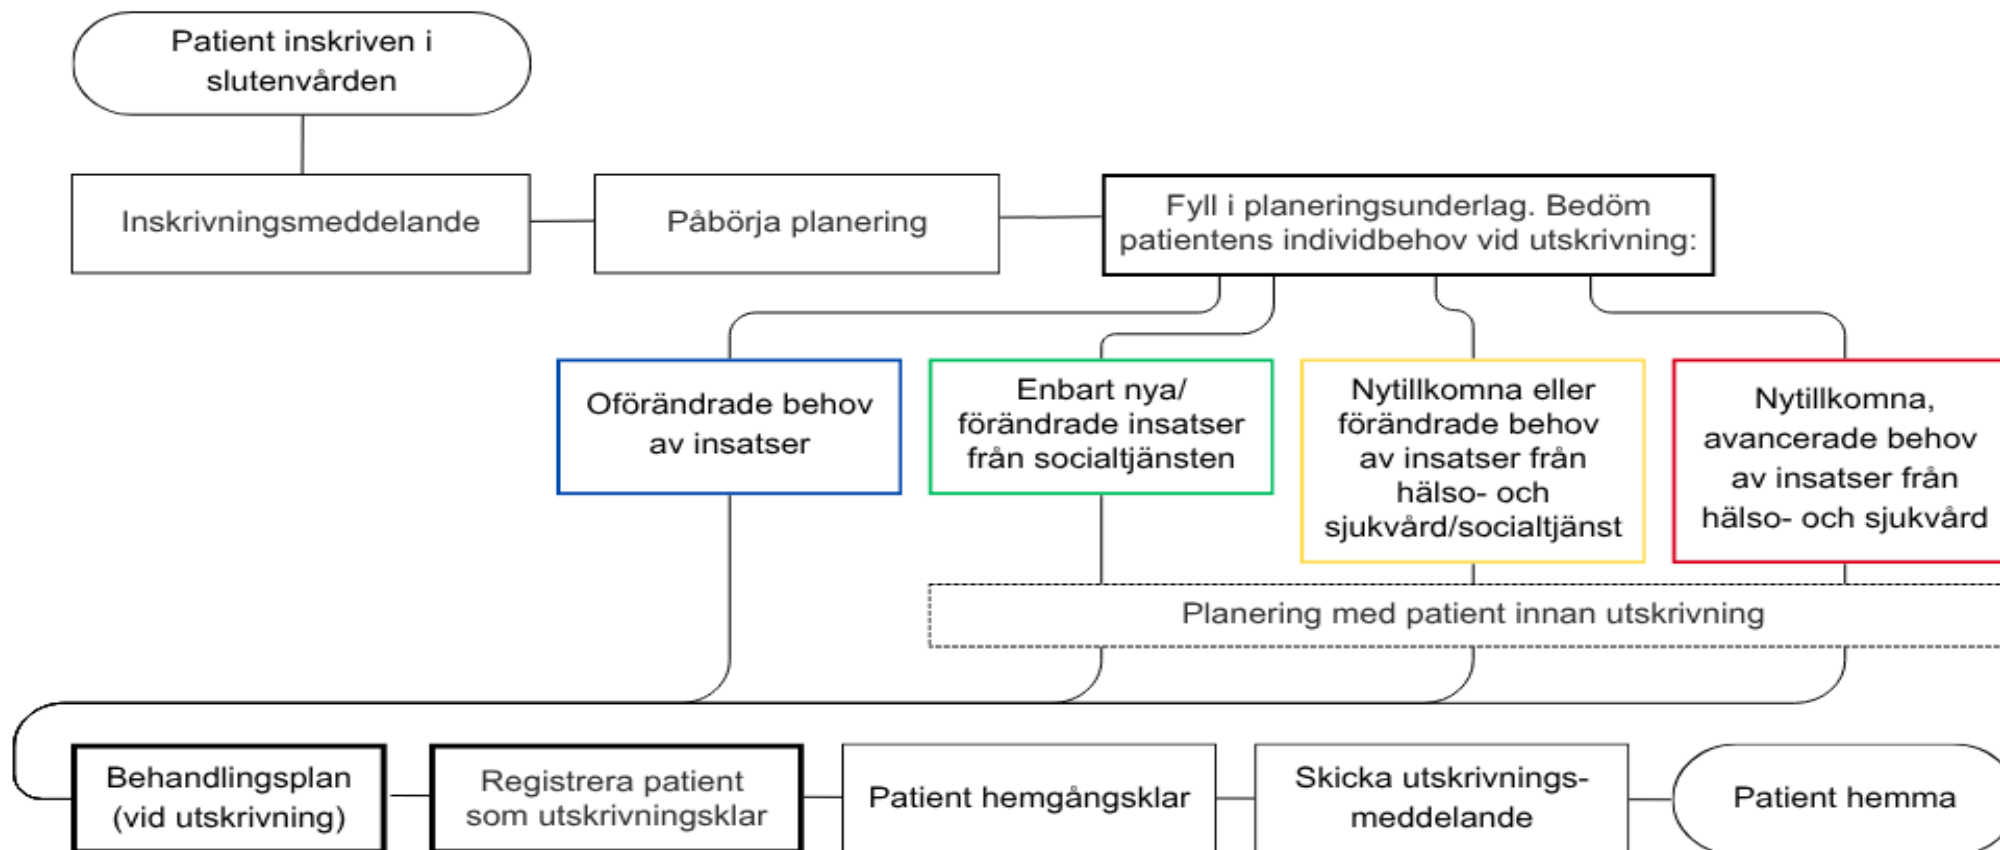 Patient inskriven i
slutenvården
Inskrivningsmeddelande
Påbörja planering
Fyll i planeringsunderlag. Bedöm
patientens individbehov vid utskrivning:
Oförändrade behov
av insatser
Enbart nya/
förändrade insatser
från socialtjänsten
Nytillkomna eller
förändrade behov
av insatser från
hälso- och
sjukvård/socialtjänst
Nytillkomna,
avancerade behov
av insatser från
hälso- och sjukvård
Planering med patient innan utskrivning
Behandlingsplan
(vid utskrivning)
Registrera patient
som utskrivningsklar
Patient hemgångsklar
Skicka utskrivnings-
meddelande
Patient hemma